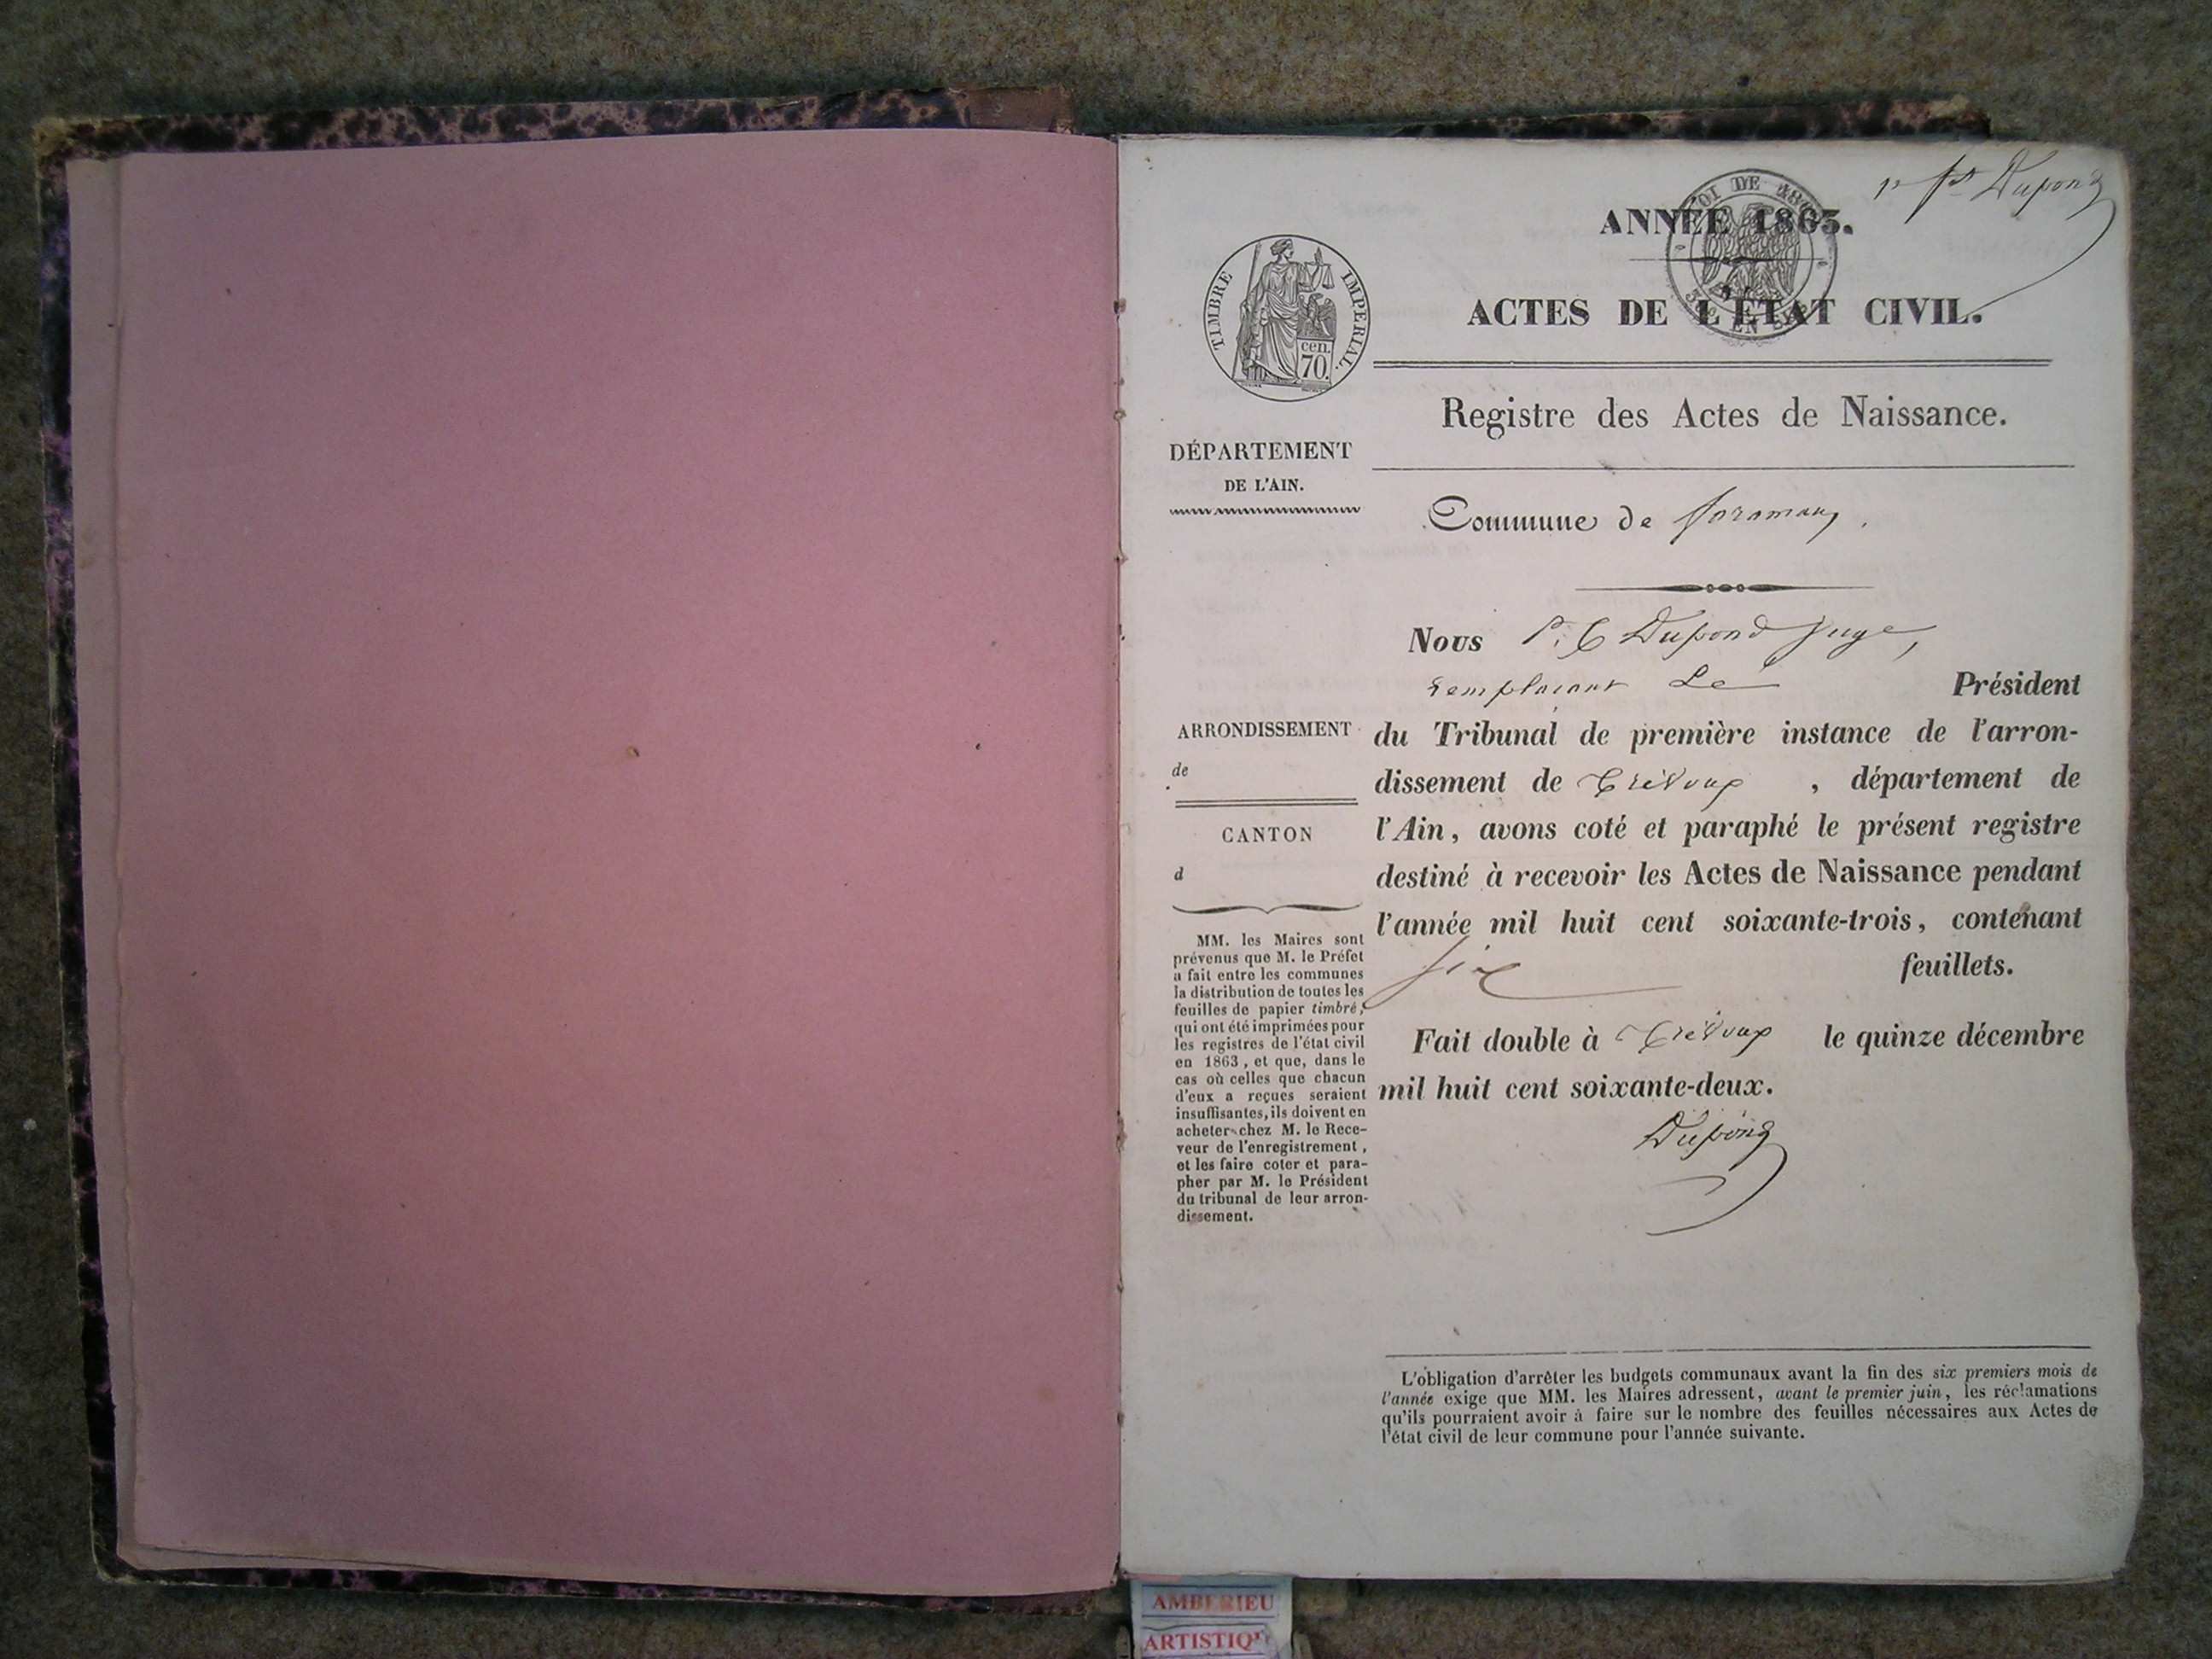 1r ft Dupond
LOI DE
ANNÉE 1863.
TIMBRE IMPÉRIAL.
cen.
70.
ACTES DE L'ÉTAT CIVIL.
Registre des Actes de Naissance.
DÉPARTEMENT
DE L'AIN.
Commune de Faramans.
Nous P. C Dupond juge,
remplaçant Le Président
du Tribunal de première instance de l'arron-
dissement de Trévoux, département de
l'Ain, avons coté et paraphé le présent registre
destiné à recevoir les Actes de Naissance pendant
l'année mil huit cent soixante-trois, contenant
six feuillets.
Fait double à Trévoux le quinze décembre
mil huit cent soixante-deux.
Dupond
ARRONDISSEMENT
de
CANTON
d
MM. les Maires sont
prévenus que M. le Préfet
a fait entre les communes
la distribution de toutes les
feuilles de papier timbré,
qui ont été imprimées pour
les registres de l'état civil
en 1863, et que, dans le
cas où celles que chacun
d'eux a reçues seraient
insuffisantes, ils doivent en
acheter chez M. le Rece-
veur de l'enregistrement,
et les faire coter et para-
pher par M. le Président
du tribunal de leur arron-
dissement.
L'obligation d'arrêter les budgets communaux avant la fin des six premiers mois de
l'année exige que MM. les Maires adressent, avant le premier juin, les réclamations
qu'ils pourraient avoir à faire sur le nombre des feuilles nécessaires aux Actes de
l'état civil de leur commune pour l'année suivante.
AMBERIEU
ARTISTIQUE